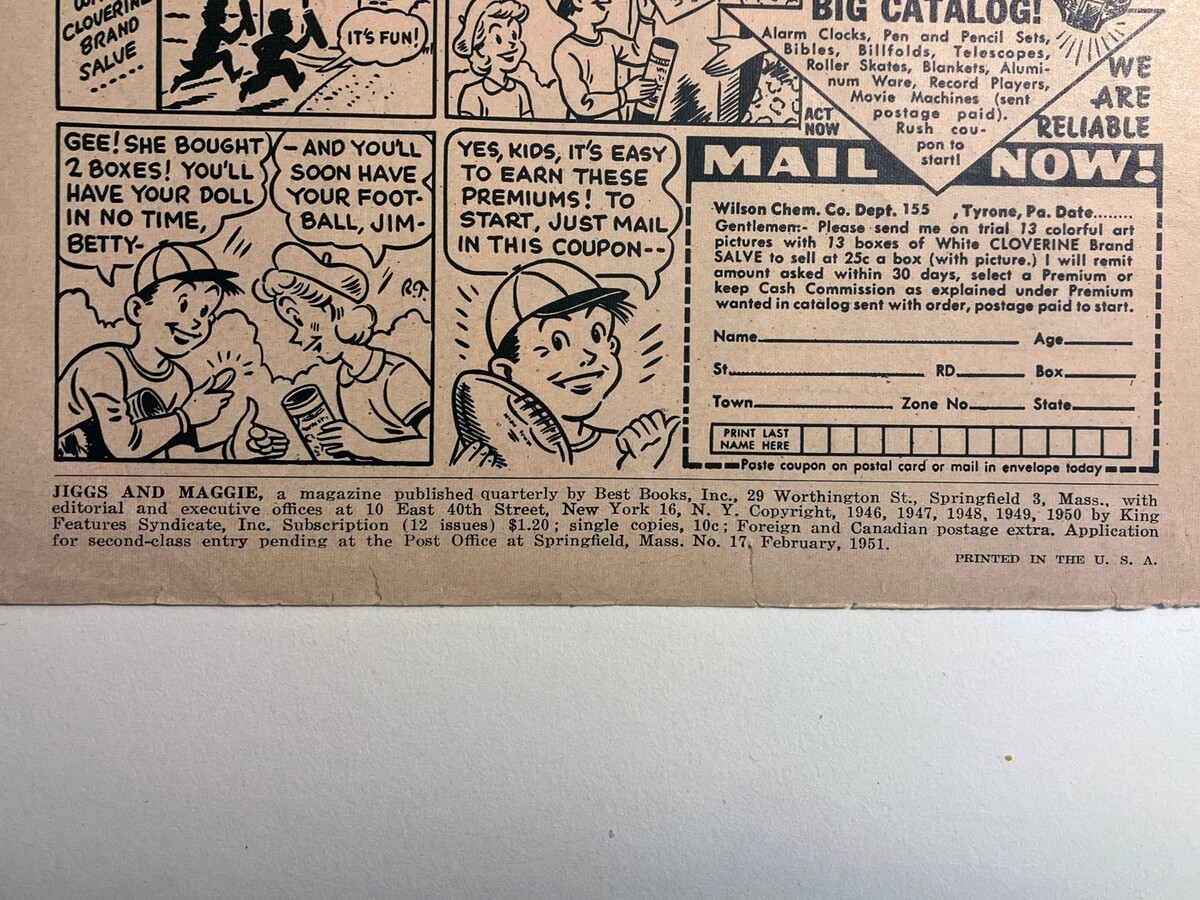 CLOVERINE
BRAND
SALVE
.....
IT'S FUN!
BIG CATALOG!
Alarm Clocks, Pen and Pencil Sets,
Bibles, Billfolds, Telescopes,
Roller Skates, Blankets, Alumi-
num Ware, Record Players,
Movie Machines (sent
postage paid).
Rush cou-
pon to
start!
ACT
NOW
WE
ARE
RELIABLE
GEE! SHE BOUGHT
2 BOXES! YOU'LL
HAVE YOUR DOLL
IN NO TIME,
BETTY-
- AND YOU'LL
SOON HAVE
YOUR FOOT-
BALL, JIM-
R.T.
YES, KIDS, IT'S EASY
TO EARN THESE
PREMIUMS! TO
START, JUST MAIL
IN THIS COUPON--
MAIL NOW!
Wilson Chem. Co. Dept. 155 , Tyrone, Pa. Date........
Gentlemen:- Please send me on trial 13 colorful art
pictures with 13 boxes of White CLOVERINE Brand
SALVE to sell at 25c a box (with picture.) I will remit
amount asked within 30 days, select a Premium or
keep Cash Commission as explained under Premium
wanted in catalog sent with order, postage paid to start.
Name Age
St. RD Box
Town Zone No. State
PRINT LAST
NAME HERE
Paste coupon on postal card or mail in envelope today
JIGGS AND MAGGIE, a magazine published quarterly by Best Books, Inc., 29 Worthington St., Springfield 3, Mass., with
editorial and executive offices at 10 East 40th Street, New York 16, N. Y. Copyright, 1946, 1947, 1948, 1949, 1950 by King
Features Syndicate, Inc. Subscription (12 issues) $1.20; single copies, 10c; Foreign and Canadian postage extra. Application
for second-class entry pending at the Post Office at Springfield, Mass. No. 17, February, 1951.
PRINTED IN THE U. S. A.